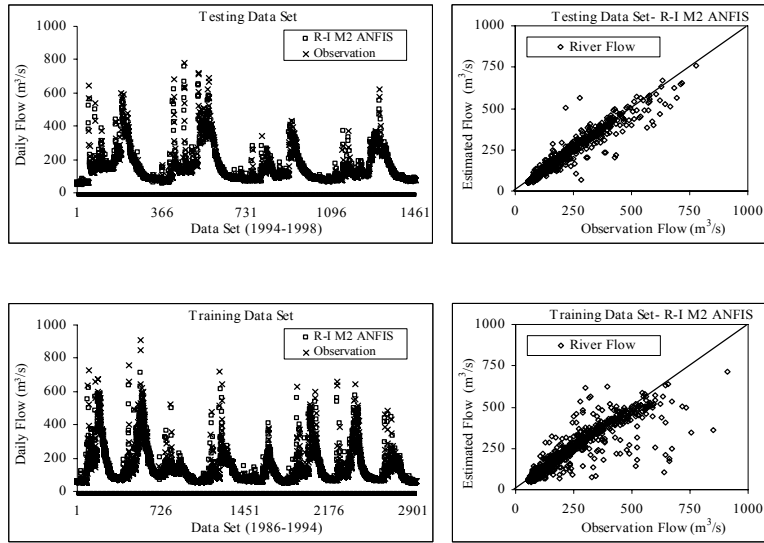 Testing Data Set
R-I M2 ANFIS
Observation
Daily Flow (m³/s)
1000
800
600
400
200
0
1 366 731 1096 1461
Data Set (1994-1998)
Testing Data Set- R-I M2 ANFIS
River Flow
Estimated Flow (m³/s)
1000
750
500
250
0
0 250 500 750 1000
Observation Flow (m³/s)
Training Data Set
R-I M2 ANFIS
Observation
Daily Flow (m³/s)
1000
800
600
400
200
0
1 726 1451 2176 2901
Data Set (1986-1994)
Training Data Set- R-I M2 ANFIS
River Flow
Estimated Flow (m³/s)
1000
750
500
250
0
0 250 500 750 1000
Observation Flow (m³/s)